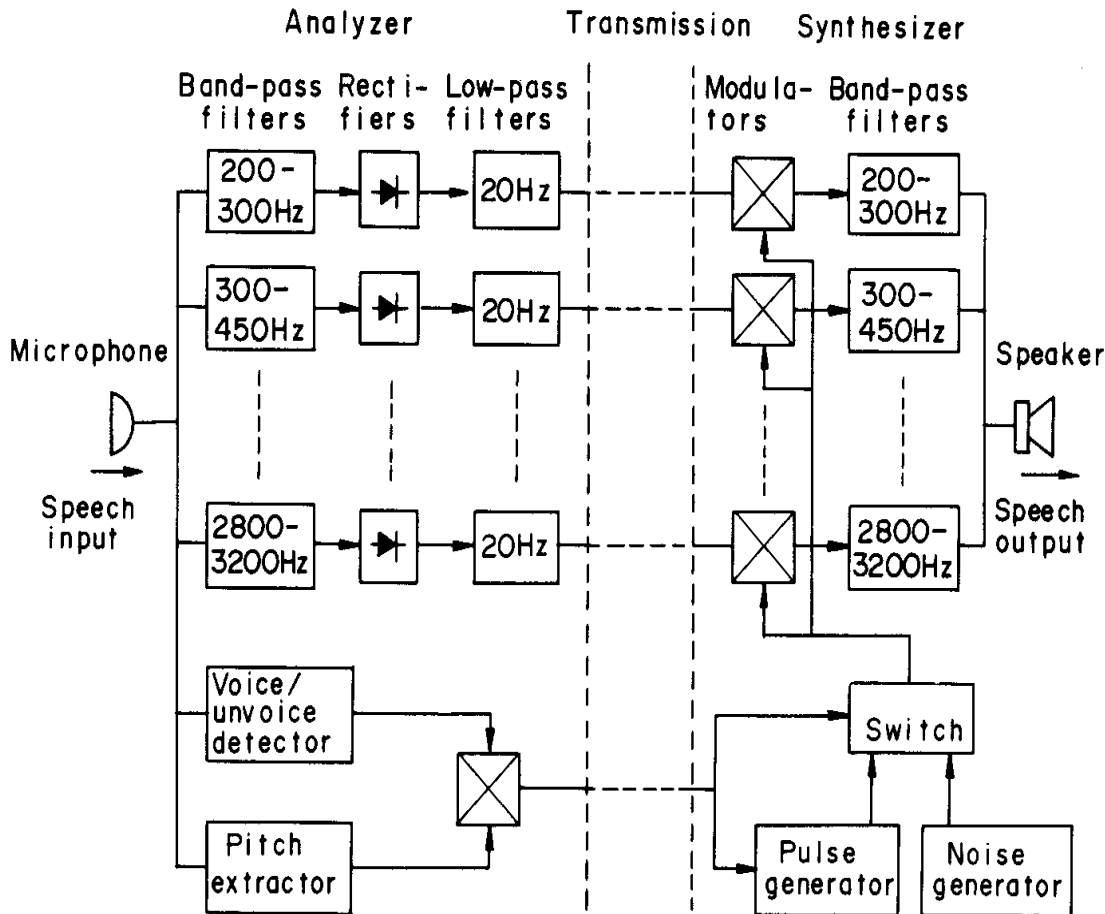 Analyzer
Transmission
Synthesizer
Band-pass
filters
Recti-
fiers
Low-pass
filters
Modula-
tors
Band-pass
filters
200-
300Hz
20Hz
200-
300Hz
300-
450Hz
20Hz
300-
450Hz
Microphone
Speaker
Speech
input
2800-
3200Hz
20Hz
2800-
3200Hz
Speech
output
Voice/
unvoice
detector
Switch
Pitch
extractor
Pulse
generator
Noise
generator